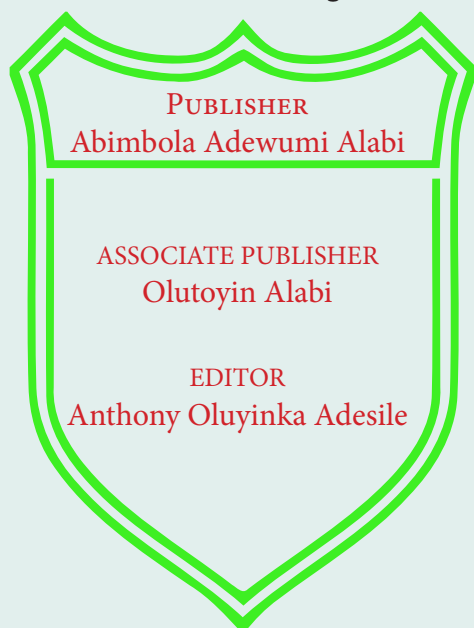 Publisher
Abimbola Adewumi Alabi
ASSOCIATE PUBLISHER
Olutoyin Alabi
EDITOR
Anthony Oluyinka Adesile